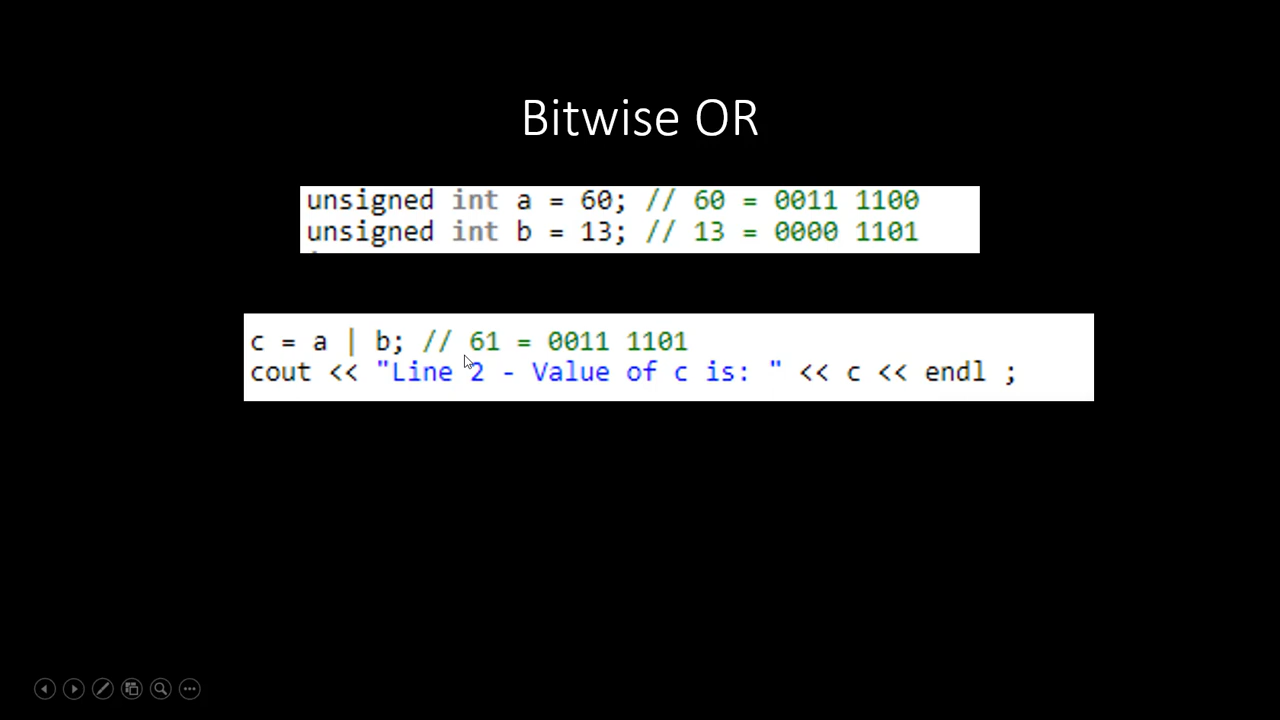 Bitwise OR
unsigned int a = 60; // 60 = 0011 1100
unsigned int b = 13; // 13 = 0000 1101
c = a | b; // 61 = 0011 1101
cout << "Line 2 - Value of c is: " << c << endl ;